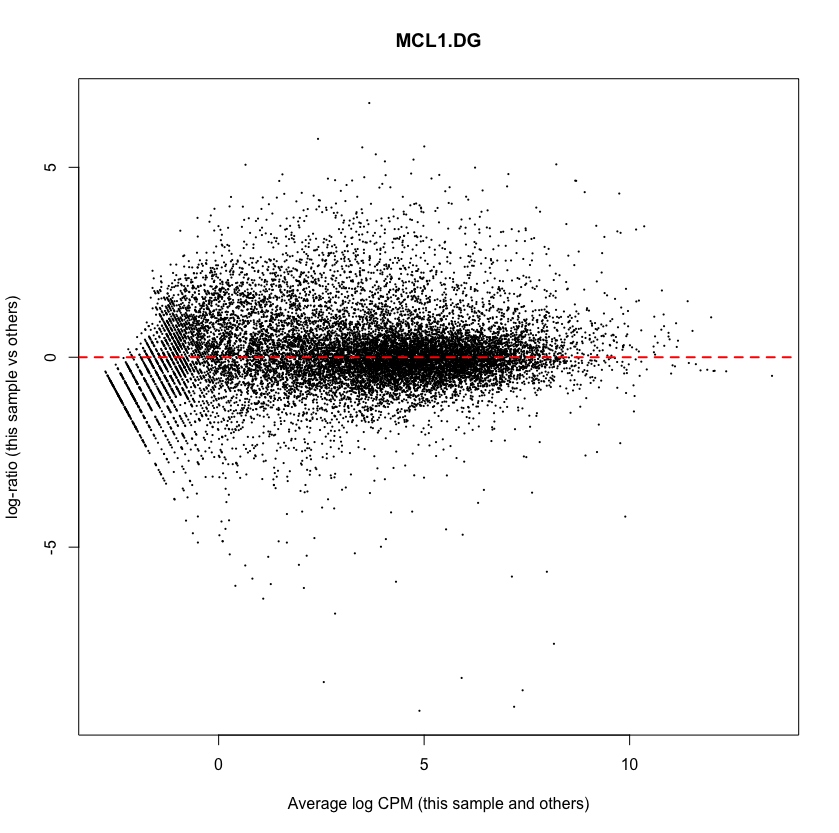 MCL1.DG
5
0
-5
log-ratio (this sample vs others)
0 5 10
Average log CPM (this sample and others)